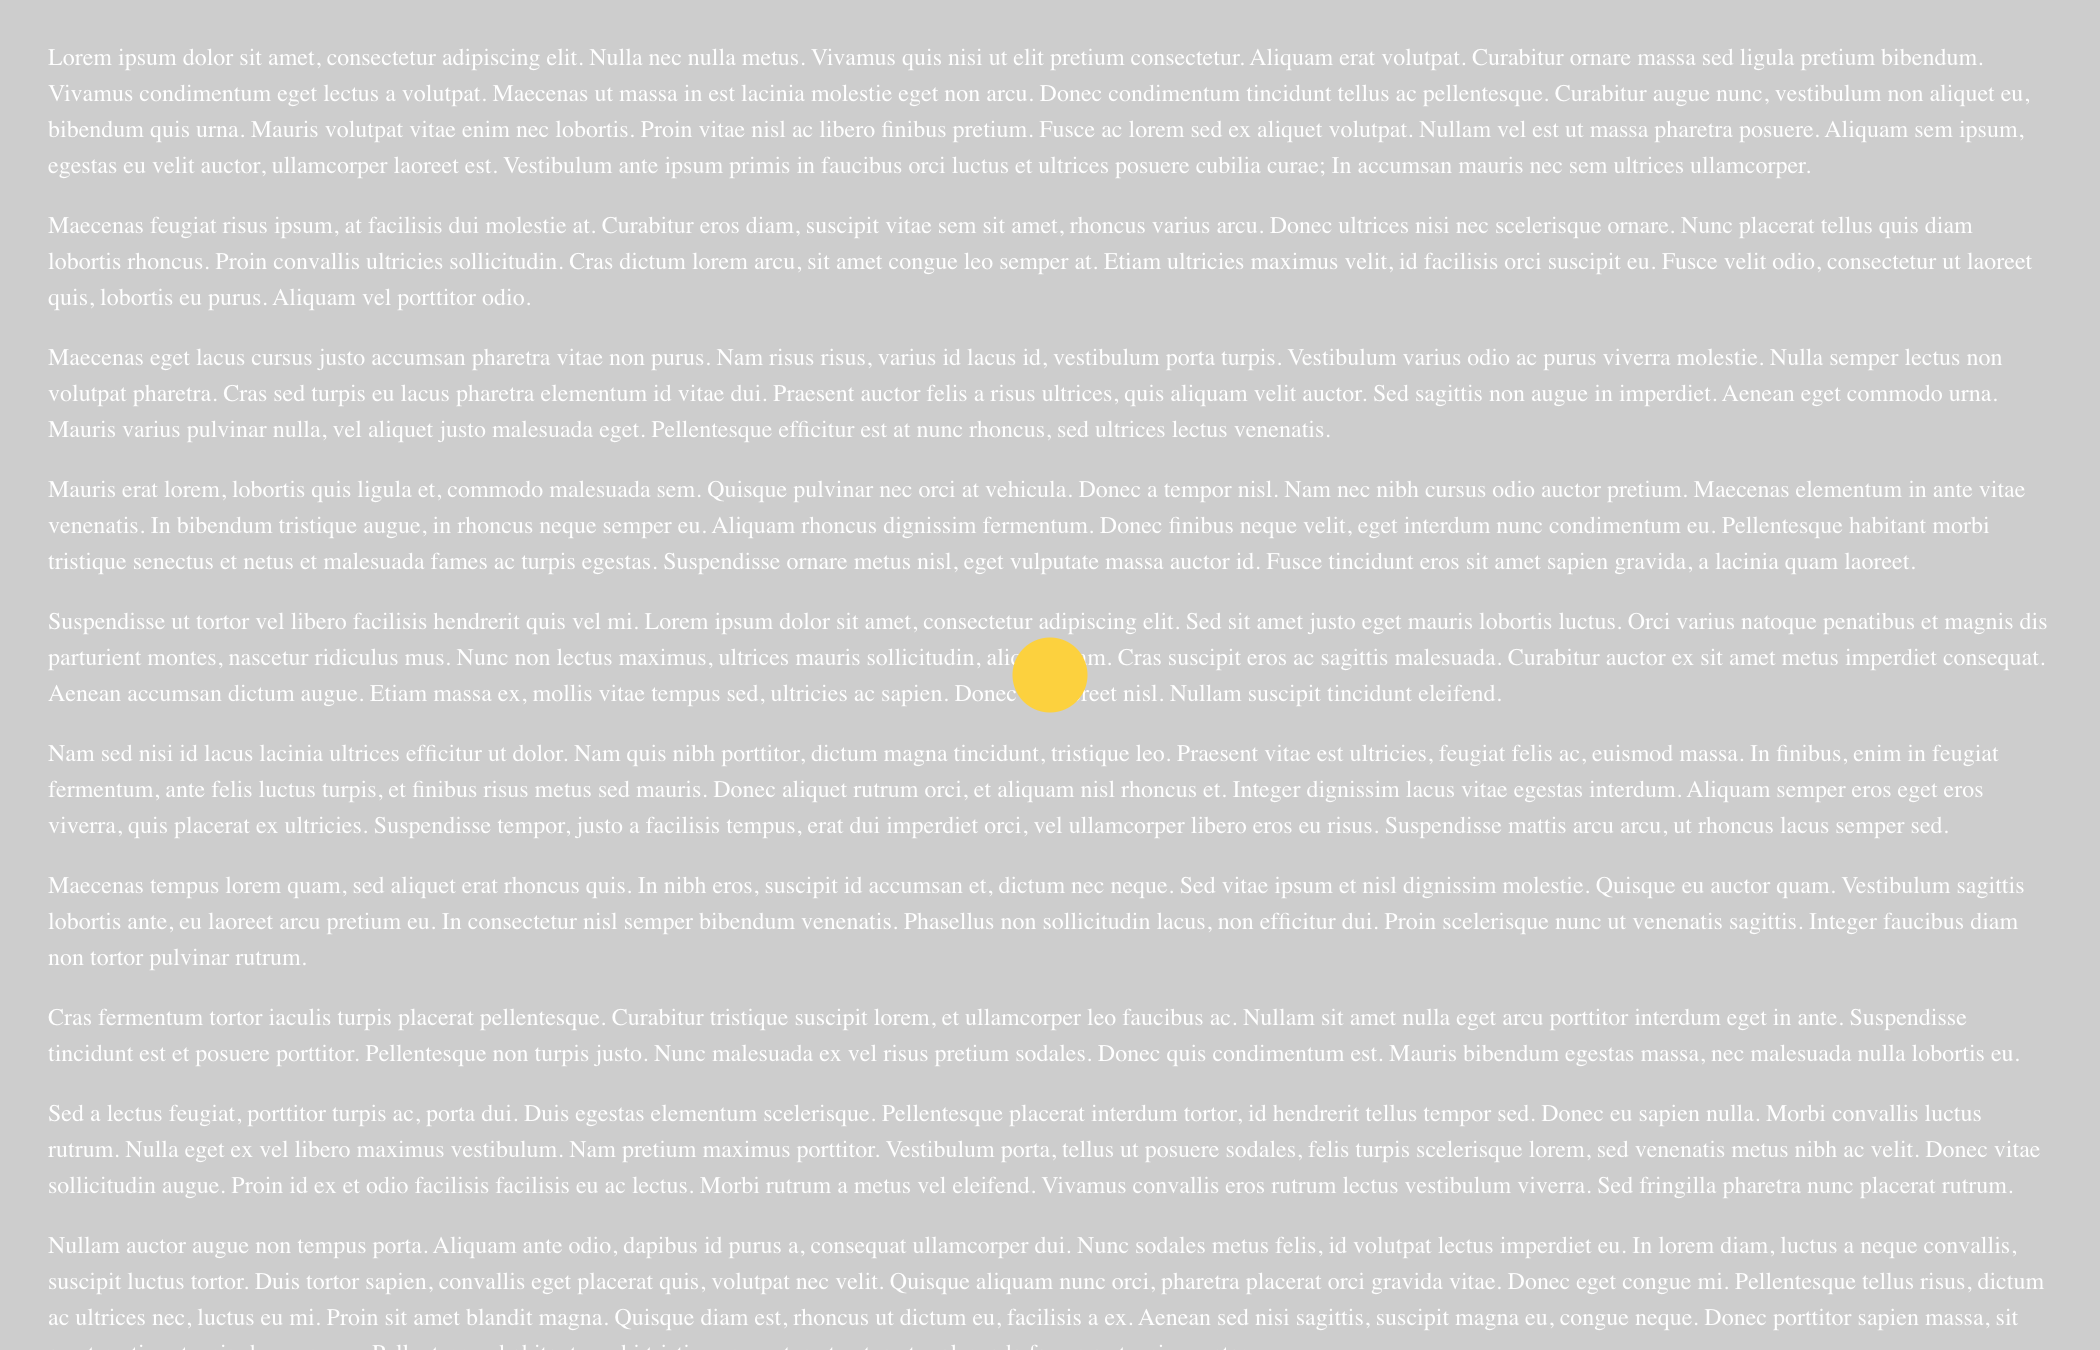 Lorem ipsum dolor sit amet, consectetur adipiscing elit. Nulla nec nulla metus. Vivamus quis nisi ut elit pretium consectetur. Aliquam erat volutpat. Curabitur ornare massa sed ligula pretium bibendum.
Vivamus condimentum eget lectus a volutpat. Maecenas ut massa in est lacinia molestie eget non arcu. Donec condimentum tincidunt tellus ac pellentesque. Curabitur augue nunc, vestibulum non aliquet eu,
bibendum quis urna. Mauris volutpat vitae enim nec lobortis. Proin vitae nisl ac libero finibus pretium. Fusce ac lorem sed ex aliquet volutpat. Nullam vel est ut massa pharetra posuere. Aliquam sem ipsum,
egestas eu velit auctor, ullamcorper laoreet est. Vestibulum ante ipsum primis in faucibus orci luctus et ultrices posuere cubilia curae; In accumsan mauris nec sem ultrices ullamcorper.
Maecenas feugiat risus ipsum, at facilisis dui molestie at. Curabitur eros diam, suscipit vitae sem sit amet, rhoncus varius arcu. Donec ultrices nisi nec scelerisque ornare. Nunc placerat tellus quis diam
lobortis rhoncus. Proin convallis ultricies sollicitudin. Cras dictum lorem arcu, sit amet congue leo semper at. Etiam ultricies maximus velit, id facilisis orci suscipit eu. Fusce velit odio, consectetur ut laoreet
quis, lobortis eu purus. Aliquam vel porttitor odio.
Maecenas eget lacus cursus justo accumsan pharetra vitae non purus. Nam risus risus, varius id lacus id, vestibulum porta turpis. Vestibulum varius odio ac purus viverra molestie. Nulla semper lectus non
volutpat pharetra. Cras sed turpis eu lacus pharetra elementum id vitae dui. Praesent auctor felis a risus ultrices, quis aliquam velit auctor. Sed sagittis non augue in imperdiet. Aenean eget commodo urna.
Mauris varius pulvinar nulla, vel aliquet justo malesuada eget. Pellentesque efficitur est at nunc rhoncus, sed ultrices lectus venenatis.
Mauris erat lorem, lobortis quis ligula et, commodo malesuada sem. Quisque pulvinar nec orci at vehicula. Donec a tempor nisl. Nam nec nibh cursus odio auctor pretium. Maecenas elementum in ante vitae
venenatis. In bibendum tristique augue, in rhoncus neque semper eu. Aliquam rhoncus dignissim fermentum. Donec finibus neque velit, eget interdum nunc condimentum eu. Pellentesque habitant morbi
tristique senectus et netus et malesuada fames ac turpis egestas. Suspendisse ornare metus nisl, eget vulputate massa auctor id. Fusce tincidunt eros sit amet sapien gravida, a lacinia quam laoreet.
Suspendisse ut tortor vel libero facilisis hendrerit quis vel mi. Lorem ipsum dolor sit amet, consectetur adipiscing elit. Sed sit amet justo eget mauris lobortis luctus. Orci varius natoque penatibus et magnis dis
parturient montes, nascetur ridiculus mus. Nunc non lectus maximus, ultrices mauris sollicitudin, Cras suscipit eros ac sagittis malesuada. Curabitur auctor ex sit amet metus imperdiet consequat.
Aenean accumsan dictum augue. Etiam massa ex, mollis vitae tempus sed, ultricies ac sapien. Donec nisl. Nullam suscipit tincidunt eleifend.
Nam sed nisi id lacus lacinia ultrices efficitur ut dolor. Nam quis nibh porttitor, dictum magna tincidunt, tristique leo. Praesent vitae est ultricies, feugiat felis ac, euismod massa. In finibus, enim in feugiat
fermentum, ante felis luctus turpis, et finibus risus metus sed mauris. Donec aliquet rutrum orci, et aliquam nisl rhoncus et. Integer dignissim lacus vitae egestas interdum. Aliquam semper eros eget eros
viverra, quis placerat ex ultricies. Suspendisse tempor, justo a facilisis tempus, erat dui imperdiet orci, vel ullamcorper libero eros eu risus. Suspendisse mattis arcu arcu, ut rhoncus lacus semper sed.
Maecenas tempus lorem quam, sed aliquet erat rhoncus quis. In nibh eros, suscipit id accumsan et, dictum nec neque. Sed vitae ipsum et nisl dignissim molestie. Quisque eu auctor quam. Vestibulum sagittis
lobortis ante, eu laoreet arcu pretium eu. In consectetur nisl semper bibendum venenatis. Phasellus non sollicitudin lacus, non efficitur dui. Proin scelerisque nunc ut venenatis sagittis. Integer faucibus diam
non tortor pulvinar rutrum.
Cras fermentum tortor iaculis turpis placerat pellentesque. Curabitur tristique suscipit lorem, et ullamcorper leo faucibus ac. Nullam sit amet nulla eget arcu porttitor interdum eget in ante. Suspendisse
tincidunt est et posuere porttitor. Pellentesque non turpis justo. Nunc malesuada ex vel risus pretium sodales. Donec quis condimentum est. Mauris bibendum egestas massa, nec malesuada nulla lobortis eu.
Sed a lectus feugiat, porttitor turpis ac, porta dui. Duis egestas elementum scelerisque. Pellentesque placerat interdum tortor, id hendrerit tellus tempor sed. Donec eu sapien nulla. Morbi convallis luctus
rutrum. Nulla eget ex vel libero maximus vestibulum. Nam pretium maximus porttitor. Vestibulum porta, tellus ut posuere sodales, felis turpis scelerisque lorem, sed venenatis metus nibh ac velit. Donec vitae
sollicitudin augue. Proin id ex et odio facilisis facilisis eu ac lectus. Morbi rutrum a metus vel eleifend. Vivamus convallis eros rutrum lectus vestibulum viverra. Sed fringilla pharetra nunc placerat rutrum.
Nullam auctor augue non tempus porta. Aliquam ante odio, dapibus id purus a, consequat ullamcorper dui. Nunc sodales metus felis, id volutpat lectus imperdiet eu. In lorem diam, luctus a neque convallis,
suscipit luctus tortor. Duis tortor sapien, convallis eget placerat quis, volutpat nec velit. Quisque aliquam nunc orci, pharetra placerat orci gravida vitae. Donec eget congue mi. Pellentesque tellus risus, dictum
ac ultrices nec, luctus eu mi. Proin sit amet blandit magna. Quisque diam est, rhoncus ut dictum eu, facilisis a ex. Aenean sed nisi sagittis, suscipit magna eu, congue neque. Donec porttitor sapien massa, sit